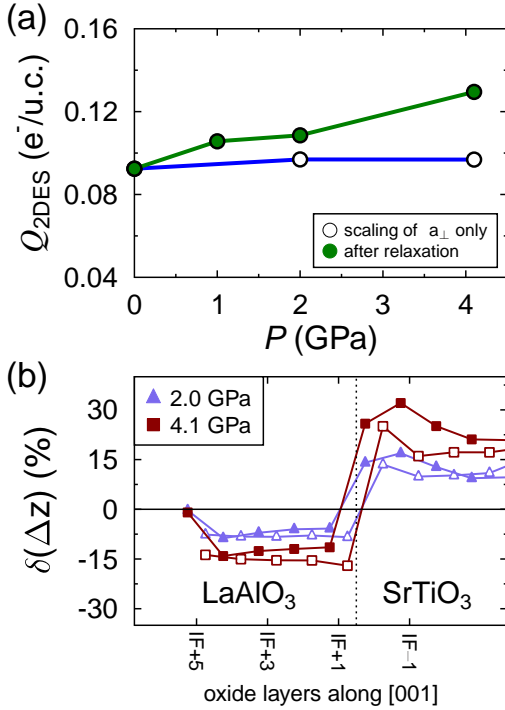 (a)
0.16
0.12
0.08
0.04
Q2DES (e-/u.c.)
scaling of a⊥ only
after relaxation
0 1 2 3 4
P (GPa)
(b)
2.0 GPa
4.1 GPa
30
15
0
-15
-30
δ(Δz) (%)
LaAlO3 SrTiO3
IF+5 IF+3 IF+1 IF-1
oxide layers along [001]